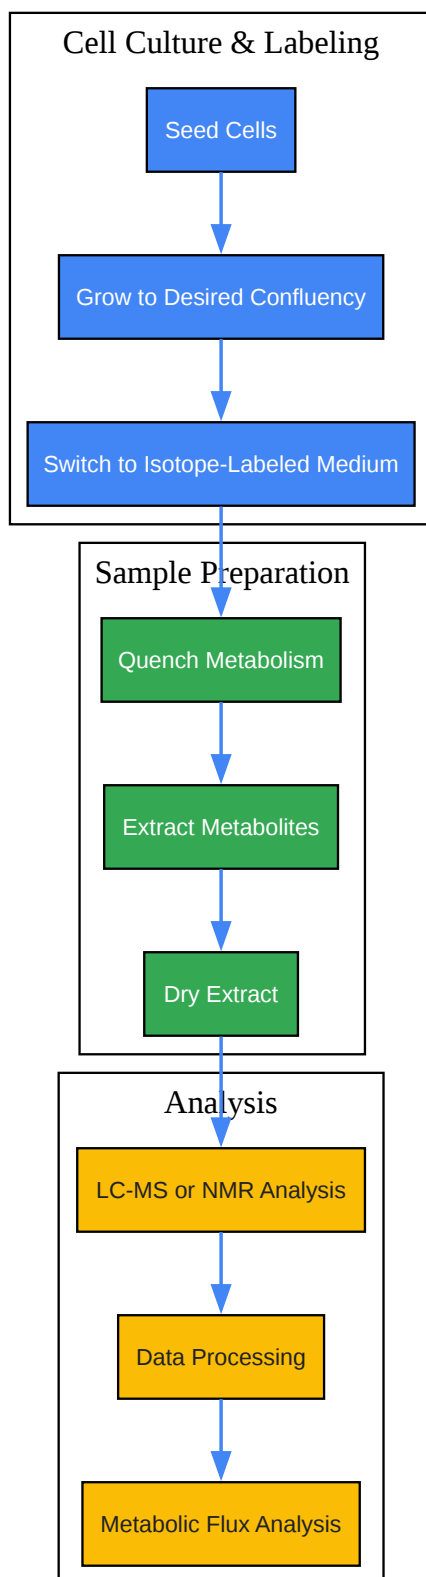 Cell Culture & Labeling
Seed Cells
Grow to Desired Confluency
Switch to Isotope-Labeled Medium
Sample Preparation
Quench Metabolism
Extract Metabolites
Dry Extract
Analysis
LC-MS or NMR Analysis
Data Processing
Metabolic Flux Analysis